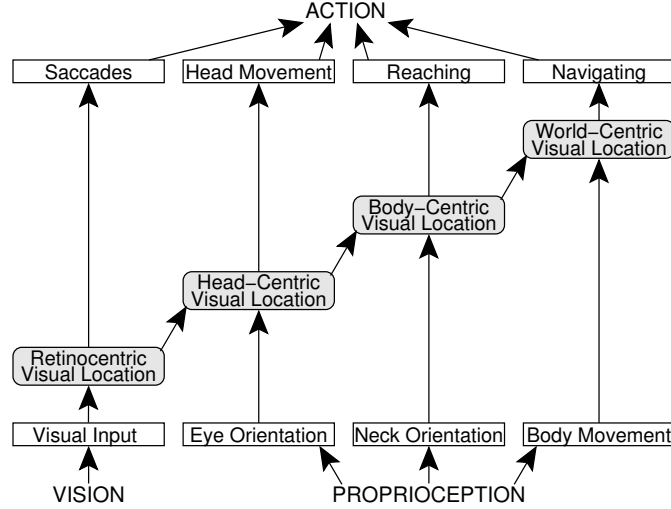 ACTION
Saccades
Head Movement
Reaching
Navigating
World-Centric
Visual Location
Body-Centric
Visual Location
Head-Centric
Visual Location
Retinocentric
Visual Location
Visual Input
Eye Orientation
Neck Orientation
Body Movement
VISION
PROPRIOCEPTION